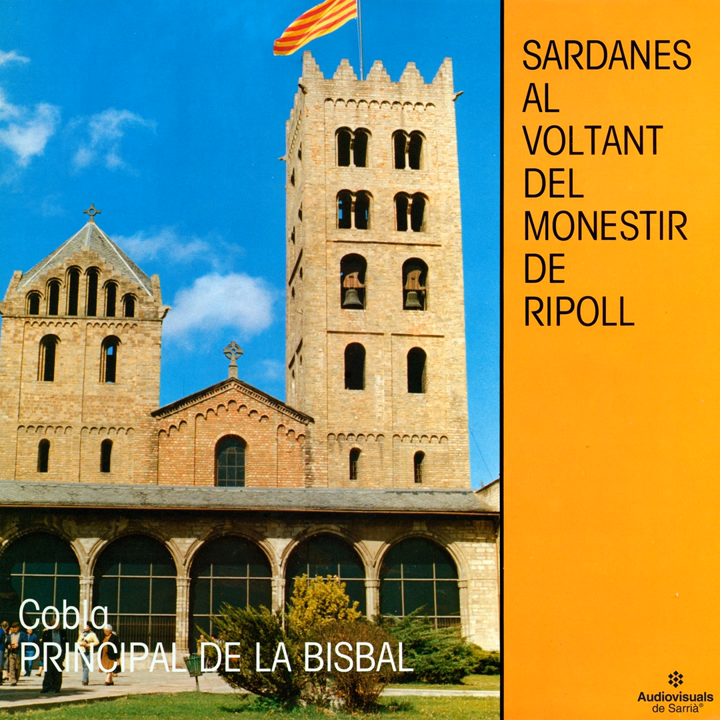 SARDANES
AL
VOLTANT
DEL
MONESTIR
DE
RIPOLL
Cobla
PRINCIPAL DE LA BISBAL
Audiovisuals
de Sarrià®